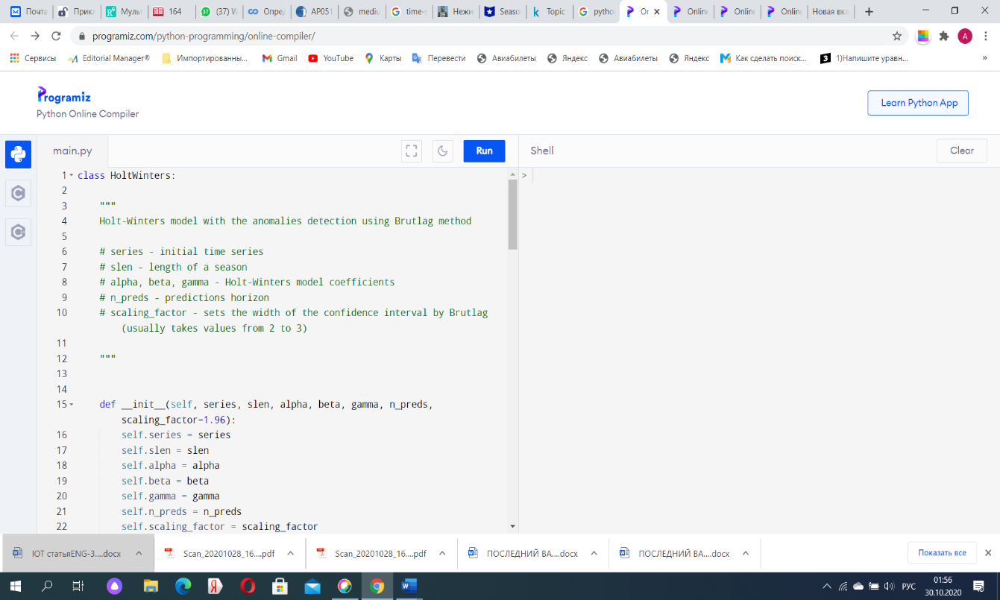 Почта
Прика
Мульт
164
(37) W
Опред
AP051
mediu
time-s
Нежн
Seaso
Topic
pytho
Or
Onlin
Onlin
Onlin
Новая вкл
programiz.com/python-programming/online-compiler/
A
Сервисы
Editorial Manager®
Импортированны...
Gmail
YouTube
Карты
Перевести
Авиабилеты
Яндекс
Авиабилеты
Яндекс
Как сделать поиск...
1)Напишите уравн...
»
Programiz
Python Online Compiler
Learn Python App
main.py
Run
Shell
Clear
1 class HoltWinters:
>
2
3 """
4 Holt-Winters model with the anomalies detection using Brutlag method
5
6 # series - initial time series
7 # slen - length of a season
8 # alpha, beta, gamma - Holt-Winters model coefficients
9 # n_preds - predictions horizon
10 # scaling_factor - sets the width of the confidence interval by Brutlag
(usually takes values from 2 to 3)
11
12 """
13
14
15 def __init__(self, series, slen, alpha, beta, gamma, n_preds,
scaling_factor=1.96):
16 self.series = series
17 self.slen = slen
18 self.alpha = alpha
19 self.beta = beta
20 self.gamma = gamma
21 self.n_preds = n_preds
22 self.scaling_factor = scaling_factor
IOT статьяENG-3....docx
Scan_20201028_16....pdf
Scan_20201028_16....pdf
ПОСЛЕДНИЙ ВА....docx
ПОСЛЕДНИЙ ВА....docx
Показать все
РУС
01:56
30.10.2020